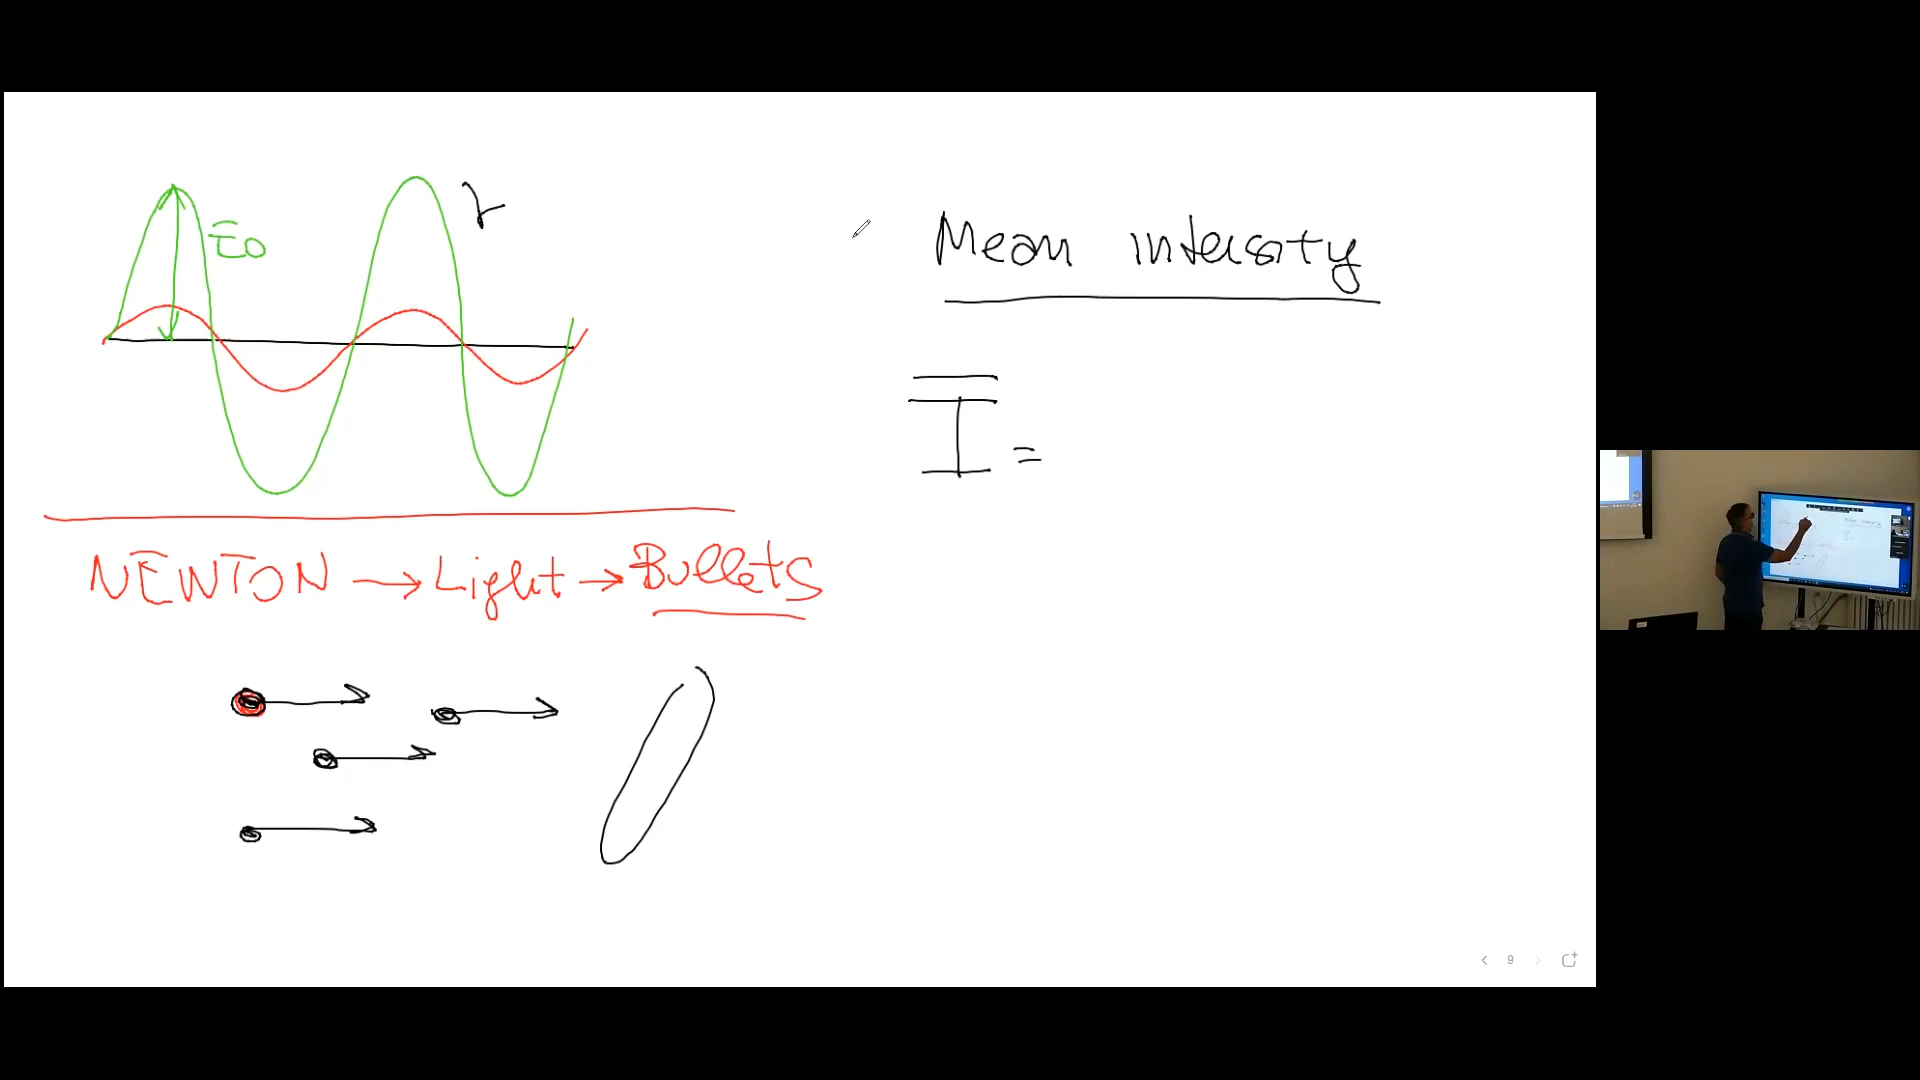 E0
Mean intensity
I =
NEWTON → Light → Bullets
9